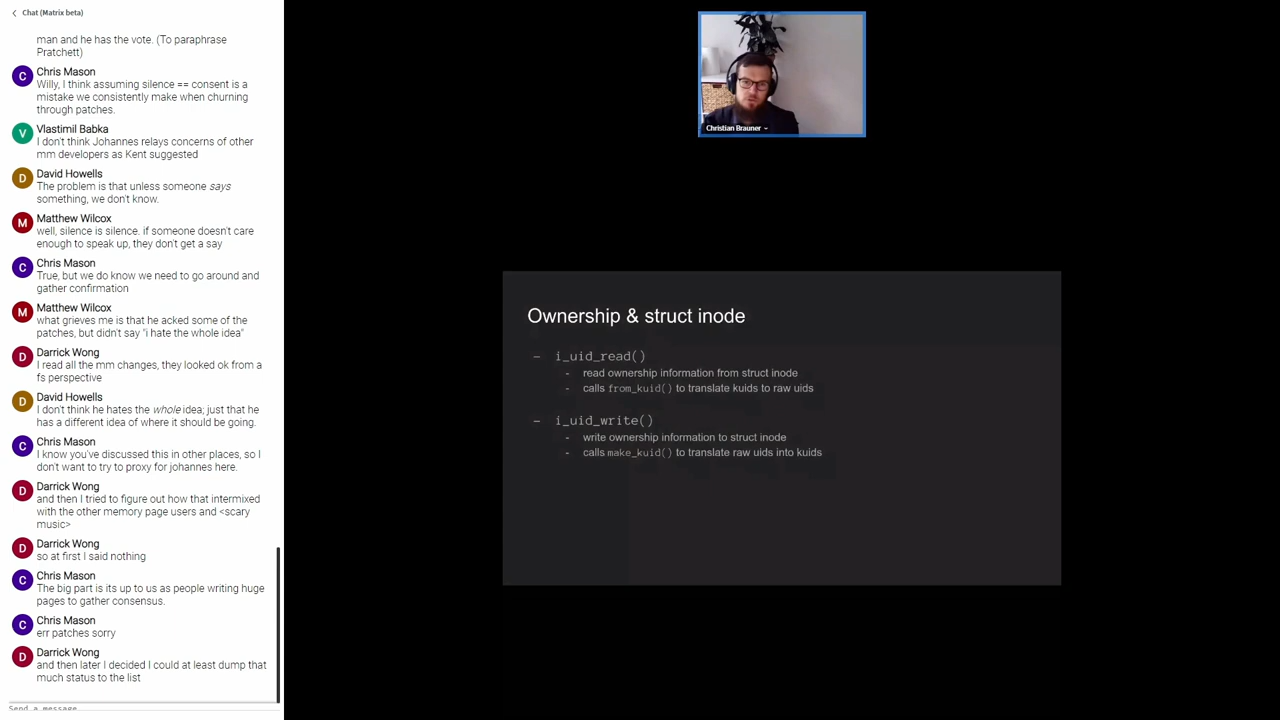 Chat (Matrix beta)
man and he has the vote. (To paraphrase
Pratchett)
C
Chris Mason
Willy, I think assuming silence == consent is a
mistake we consistently make when churning
through patches.
V
Vlastimil Babka
I don't think Johannes relays concerns of other
mm developers as Kent suggested
D
David Howells
The problem is that unless someone says
something, we don't know.
M
Matthew Wilcox
well, silence is silence. if someone doesn't care
enough to speak up, they don't get a say
C
Chris Mason
True, but we do know we need to go around and
gather confirmation
M
Matthew Wilcox
what grieves me is that he acked some of the
patches, but didn't say "i hate the whole idea"
D
Darrick Wong
I read all the mm changes, they looked ok from a
fs perspective
D
David Howells
I don't think he hates the whole idea; just that he
has a different idea of where it should be going.
C
Chris Mason
I know you've discussed this in other places, so I
don't want to try to proxy for johannes here.
D
Darrick Wong
and then I tried to figure out how that intermixed
with the other memory page users and <scary
music>
D
Darrick Wong
so at first I said nothing
C
Chris Mason
The big part is its up to us as people writing huge
pages to gather consensus.
C
Chris Mason
err patches sorry
D
Darrick Wong
and then later I decided I could at least dump that
much status to the list
Send a message
Christian Brauner
Ownership & struct inode
- i_uid_read()
- read ownership information from struct inode
- calls from_kuid() to translate kuids to raw uids
- i_uid_write()
- write ownership information to struct inode
- calls make_kuid() to translate raw uids into kuids